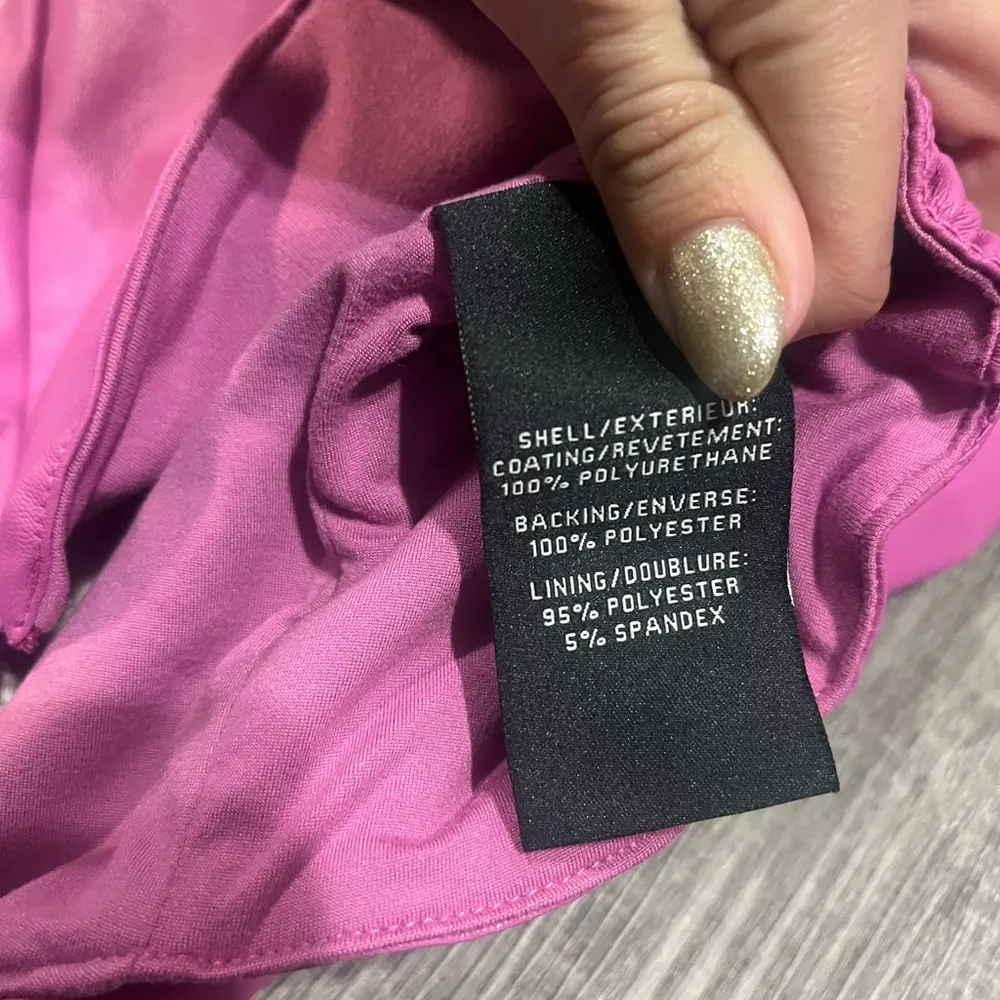 SHELL/EXTERIEUR:
COATING/REVETEMENT:
100% POLYURETHANE
BACKING/ENVERSE:
100% POLYESTER
LINING/DOUBLURE:
95% POLYESTER
5% SPANDEX